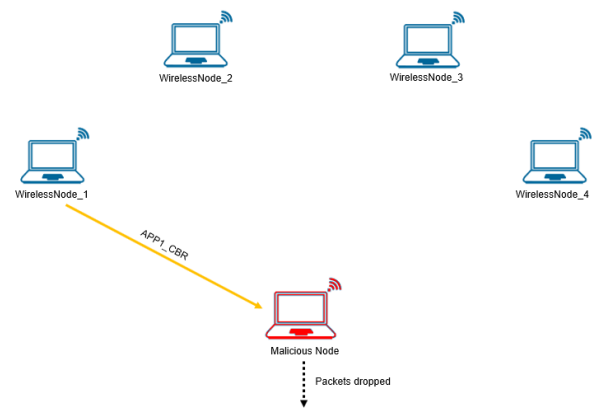 WirelessNode_2
WirelessNode_3
WirelessNode_1
WirelessNode_4
APP1_CBR
Malicious Node
Packets dropped